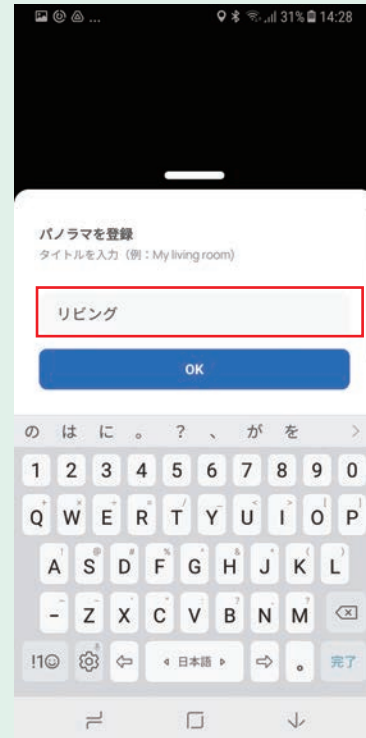 ... 31% 14:28
パノラマを登録
タイトルを入力（例：My living room）
リビング
OK
の は に 。 ? 、 が を >
1 2 3 4 5 6 7 8 9 0
Q W E R T Y U I O P
A S D F G H J K L
- Z X C V B N M
!1☺ 日本語 。 完了